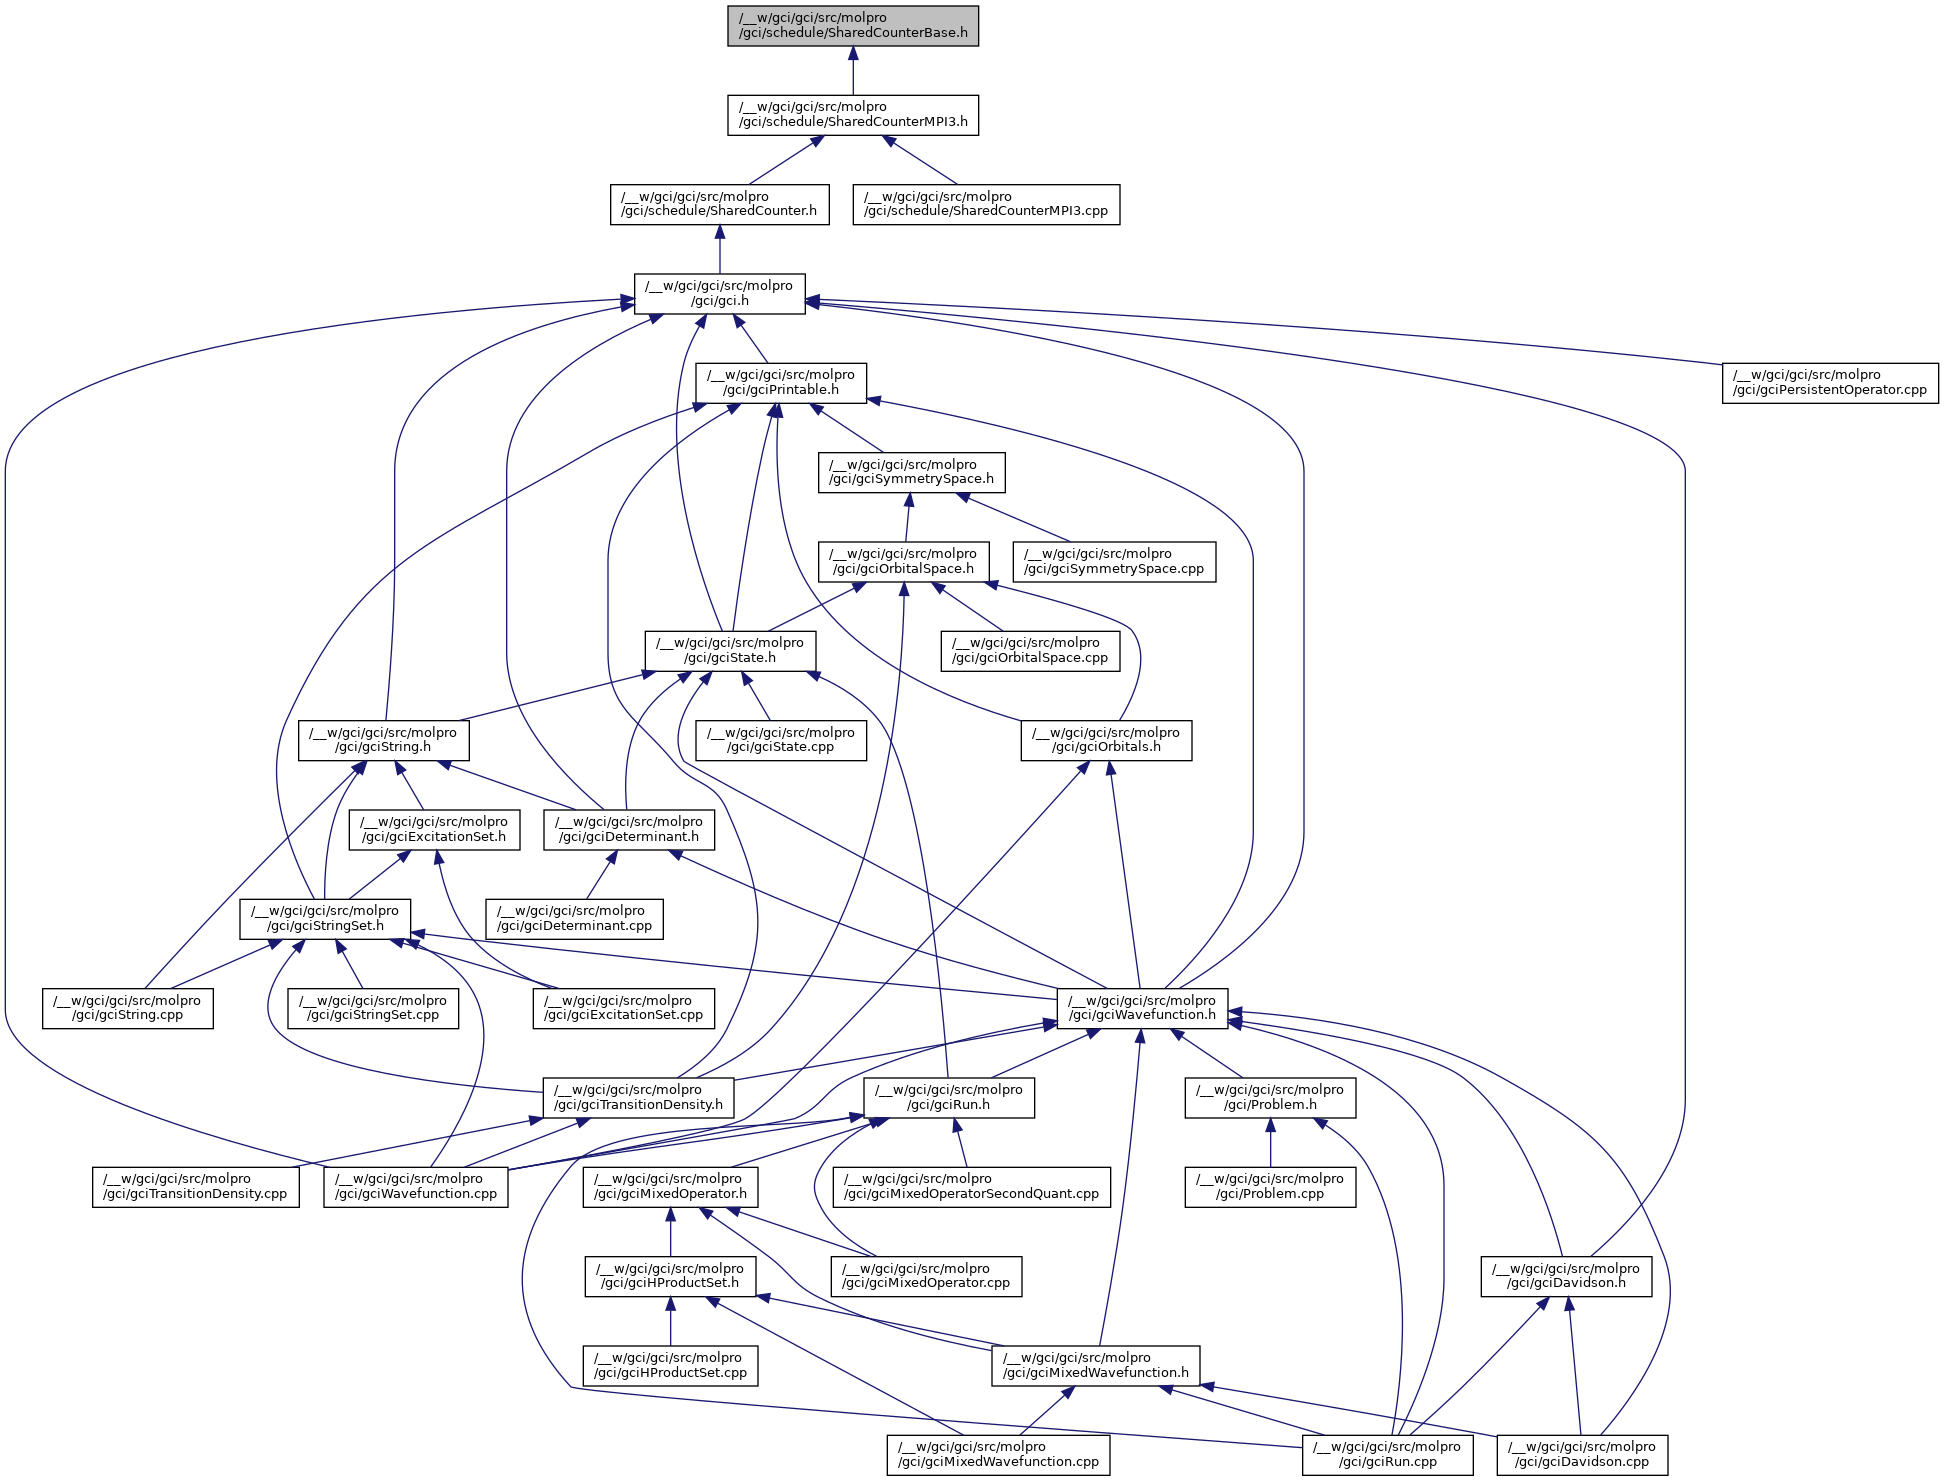 /__w/gci/gci/src/molpro
/gci/schedule/SharedCounterBase.h
/__w/gci/gci/src/molpro
/gci/schedule/SharedCounterMPI3.h
/__w/gci/gci/src/molpro
/gci/schedule/SharedCounter.h
/__w/gci/gci/src/molpro
/gci/schedule/SharedCounterMPI3.cpp
/__w/gci/gci/src/molpro
/gci/gci.h
/__w/gci/gci/src/molpro
/gci/gciPrintable.h
/__w/gci/gci/src/molpro
/gci/gciPersistentOperator.cpp
/__w/gci/gci/src/molpro
/gci/gciSymmetrySpace.h
/__w/gci/gci/src/molpro
/gci/gciOrbitalSpace.h
/__w/gci/gci/src/molpro
/gci/gciSymmetrySpace.cpp
/__w/gci/gci/src/molpro
/gci/gciState.h
/__w/gci/gci/src/molpro
/gci/gciOrbitalSpace.cpp
/__w/gci/gci/src/molpro
/gci/gciString.h
/__w/gci/gci/src/molpro
/gci/gciState.cpp
/__w/gci/gci/src/molpro
/gci/gciOrbitals.h
/__w/gci/gci/src/molpro
/gci/gciExcitationSet.h
/__w/gci/gci/src/molpro
/gci/gciDeterminant.h
/__w/gci/gci/src/molpro
/gci/gciStringSet.h
/__w/gci/gci/src/molpro
/gci/gciDeterminant.cpp
/__w/gci/gci/src/molpro
/gci/gciString.cpp
/__w/gci/gci/src/molpro
/gci/gciStringSet.cpp
/__w/gci/gci/src/molpro
/gci/gciExcitationSet.cpp
/__w/gci/gci/src/molpro
/gci/gciWavefunction.h
/__w/gci/gci/src/molpro
/gci/gciTransitionDensity.h
/__w/gci/gci/src/molpro
/gci/gciRun.h
/__w/gci/gci/src/molpro
/gci/Problem.h
/__w/gci/gci/src/molpro
/gci/gciTransitionDensity.cpp
/__w/gci/gci/src/molpro
/gci/gciWavefunction.cpp
/__w/gci/gci/src/molpro
/gci/gciMixedOperator.h
/__w/gci/gci/src/molpro
/gci/gciMixedOperatorSecondQuant.cpp
/__w/gci/gci/src/molpro
/gci/Problem.cpp
/__w/gci/gci/src/molpro
/gci/gciHProductSet.h
/__w/gci/gci/src/molpro
/gci/gciMixedOperator.cpp
/__w/gci/gci/src/molpro
/gci/gciDavidson.h
/__w/gci/gci/src/molpro
/gci/gciHProductSet.cpp
/__w/gci/gci/src/molpro
/gci/gciMixedWavefunction.h
/__w/gci/gci/src/molpro
/gci/gciMixedWavefunction.cpp
/__w/gci/gci/src/molpro
/gci/gciRun.cpp
/__w/gci/gci/src/molpro
/gci/gciDavidson.cpp